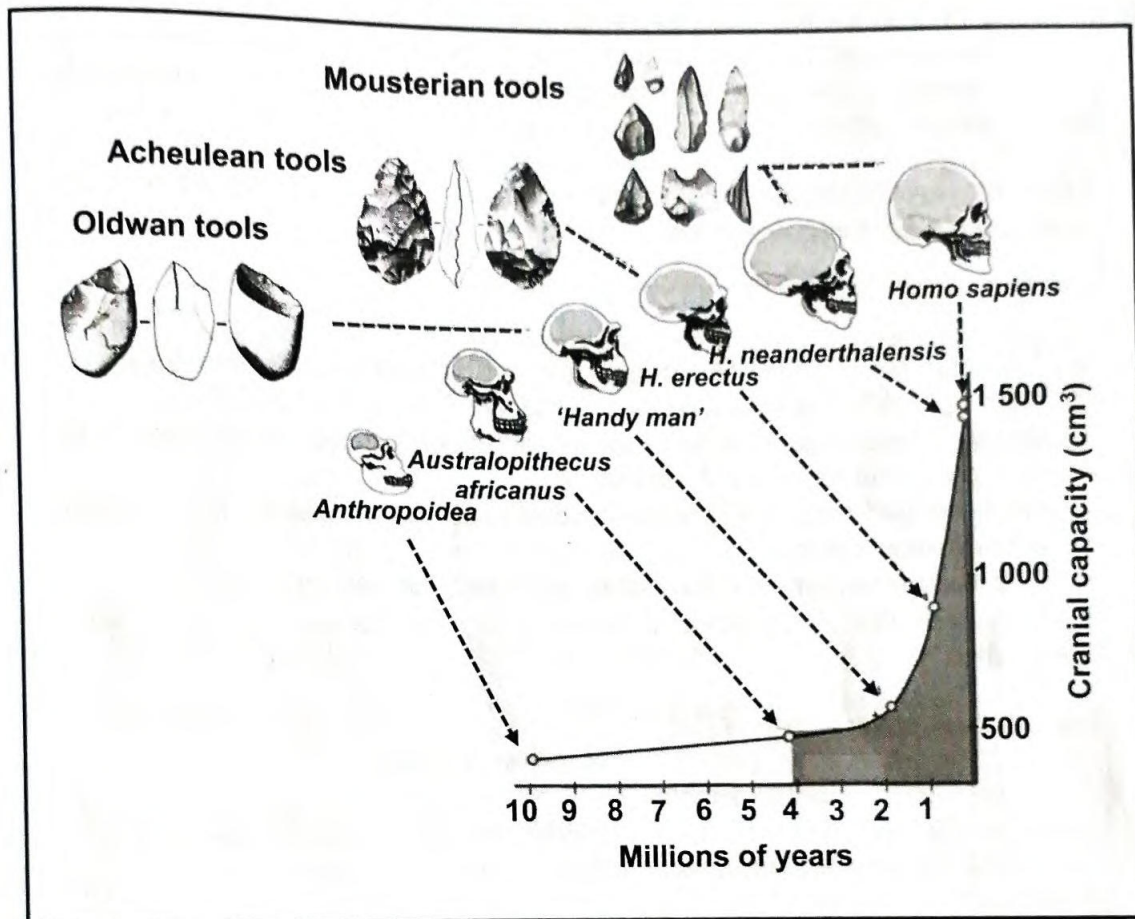 Mousterian tools
Acheulean tools
Oldwan tools
Homo sapiens
H. neanderthalensis
H. erectus
'Handy man'
Australopithecus
africanus
Anthropoidea
1 500
1 000
500
Cranial capacity (cm³)
10 9 8 7 6 5 4 3 2 1
Millions of years